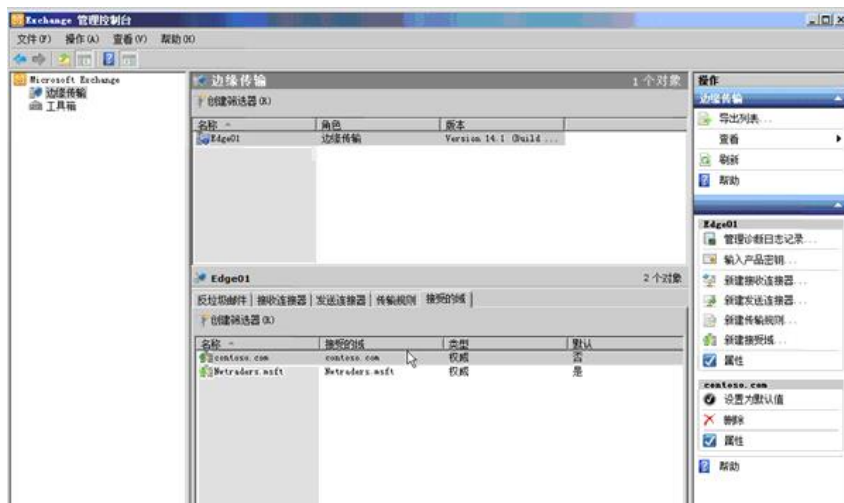 Exchange 管理控制台
文件(F) 操作(A) 查看(V) 帮助(H)
Microsoft Exchange
边缘传输
工具箱
边缘传输 1 个对象
创建筛选器(R)
名称 角色 版本
Edge01 边缘传输 Version 14.1 (Build ...
Edge01 2 个对象
反垃圾邮件 接收连接器 发送连接器 传输规则 接受的域
创建筛选器(R)
名称 接受的域 类型 默认
contoso.com contoso.com 权威 否
Netraders.msft Netraders.msft 权威 是
操作
边缘传输
导出列表...
查看
刷新
帮助
Edge01
管理诊断日志记录...
输入产品密钥...
新建接收连接器...
新建发送连接器...
新建传输规则...
新建接受域...
属性
contoso.com
设置为默认值
删除
属性
帮助